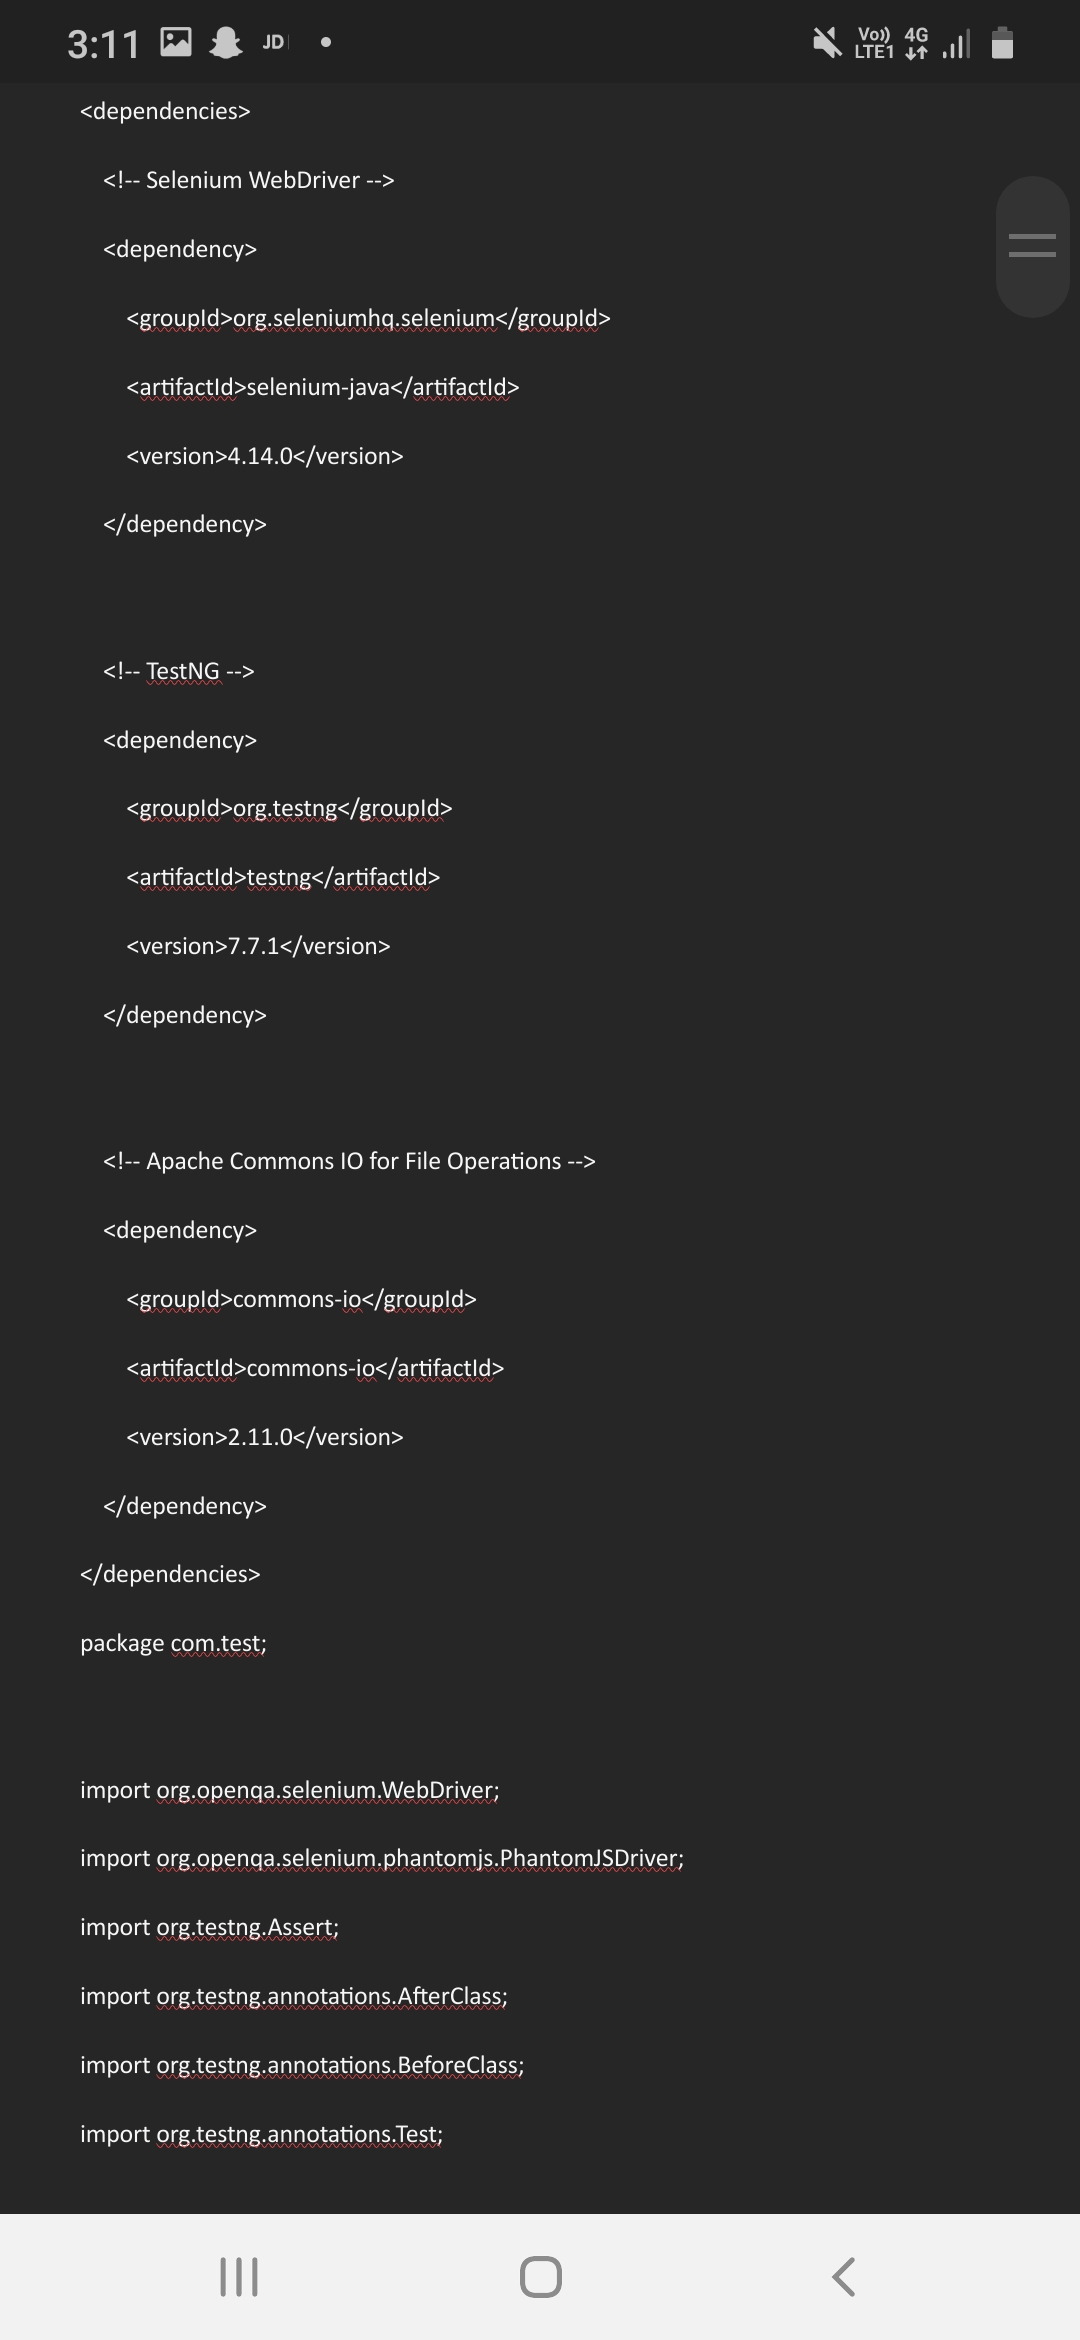 3:11 JD
Vo)) 4G
LTE1
<dependencies>
<!-- Selenium WebDriver -->
<dependency>
<groupId>org.seleniumhq.selenium</groupId>
<artifactId>selenium-java</artifactId>
<version>4.14.0</version>
</dependency>
<!-- TestNG -->
<dependency>
<groupId>org.testng</groupId>
<artifactId>testng</artifactId>
<version>7.7.1</version>
</dependency>
<!-- Apache Commons IO for File Operations -->
<dependency>
<groupId>commons-io</groupId>
<artifactId>commons-io</artifactId>
<version>2.11.0</version>
</dependency>
</dependencies>
package com.test;
import org.openqa.selenium.WebDriver;
import org.openqa.selenium.phantomjs.PhantomJSDriver;
import org.testng.Assert;
import org.testng.annotations.AfterClass;
import org.testng.annotations.BeforeClass;
import org.testng.annotations.Test;